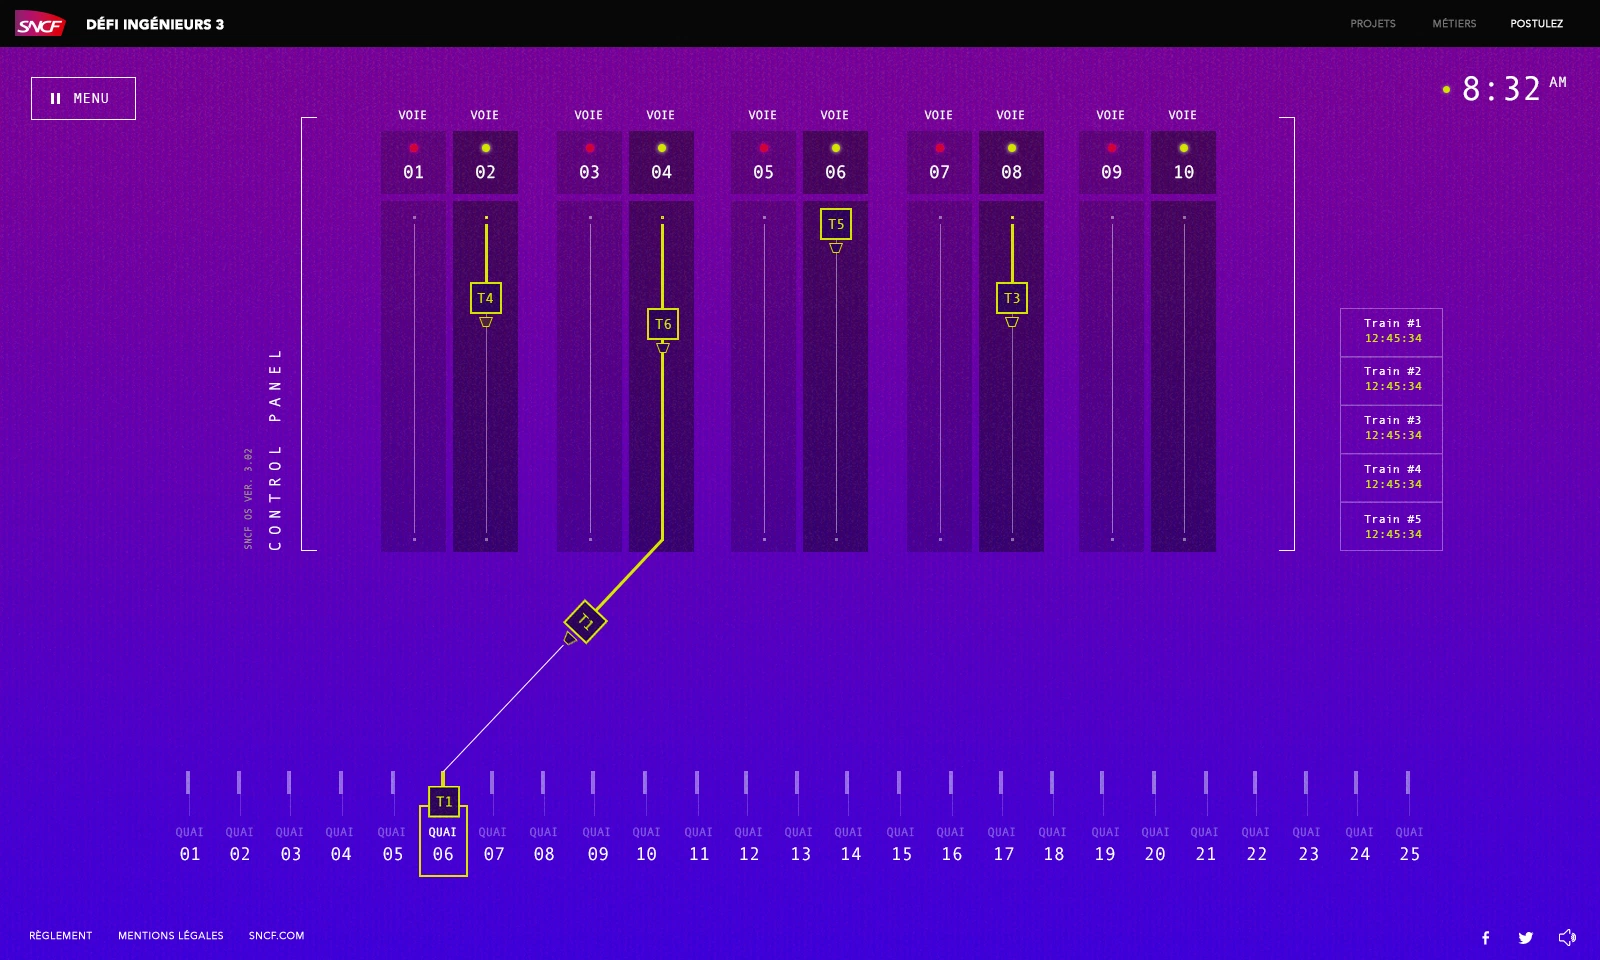 SNCF DÉFI INGÉNIEURS 3 PROJETS MÉTIERS POSTULEZ
MENU
8:32 AM
VOIE VOIE VOIE VOIE VOIE VOIE VOIE VOIE VOIE VOIE
01 02 03 04 05 06 07 08 09 10
T5
T4
T3
T6
CONTROL PANEL
SNCF OS VER. 3.02
Train #1
12:45:34
Train #2
12:45:34
Train #3
12:45:34
Train #4
12:45:34
Train #5
12:45:34
T1
T1
QUAI QUAI QUAI QUAI QUAI QUAI QUAI QUAI QUAI QUAI QUAI QUAI QUAI QUAI QUAI QUAI QUAI QUAI QUAI QUAI QUAI QUAI QUAI QUAI QUAI
01 02 03 04 05 06 07 08 09 10 11 12 13 14 15 16 17 18 19 20 21 22 23 24 25
RÈGLEMENT MENTIONS LÉGALES SNCF.COM